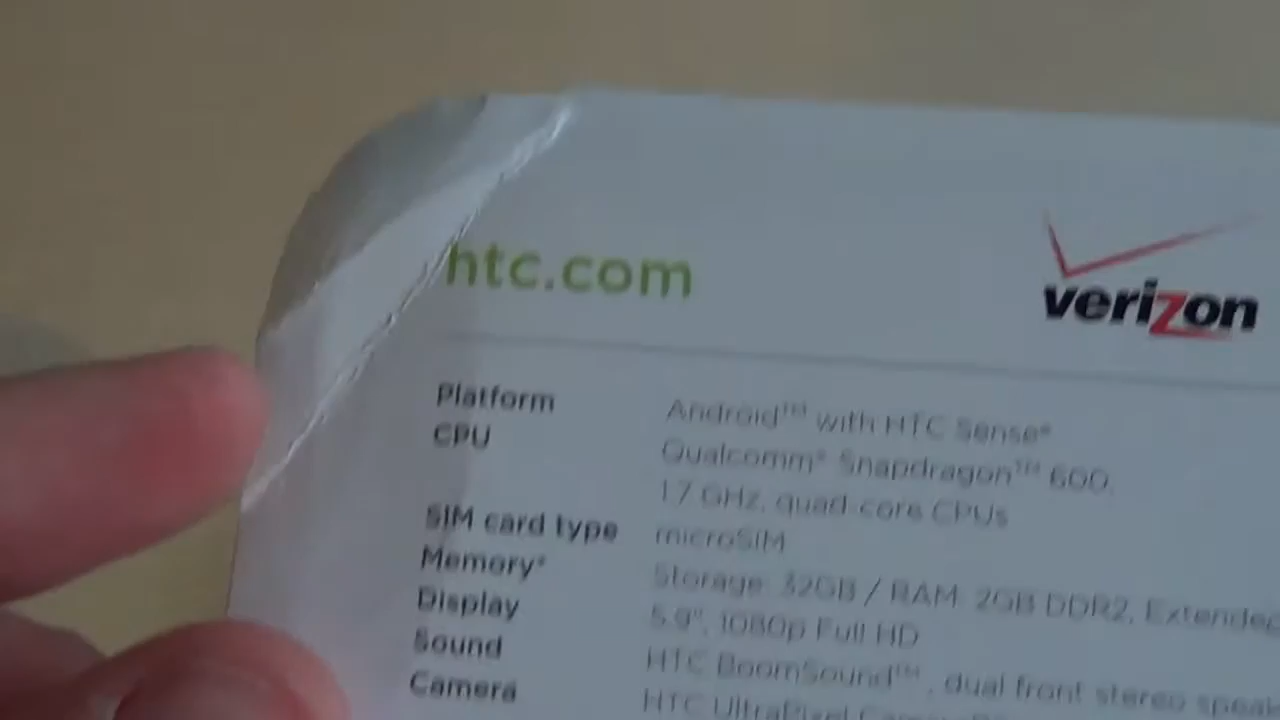 htc.com
verizon
Platform Android™ with HTC Sense®
CPU Qualcomm® Snapdragon™ 600,
1.7 GHz, quad-core CPUs
SIM card type microSIM
Memory* Storage: 32GB / RAM: 2GB DDR2, Extended
Display 5.9", 1080p Full HD
Sound HTC BoomSound™, dual front stereo speak
Camera HTC UltraPixel